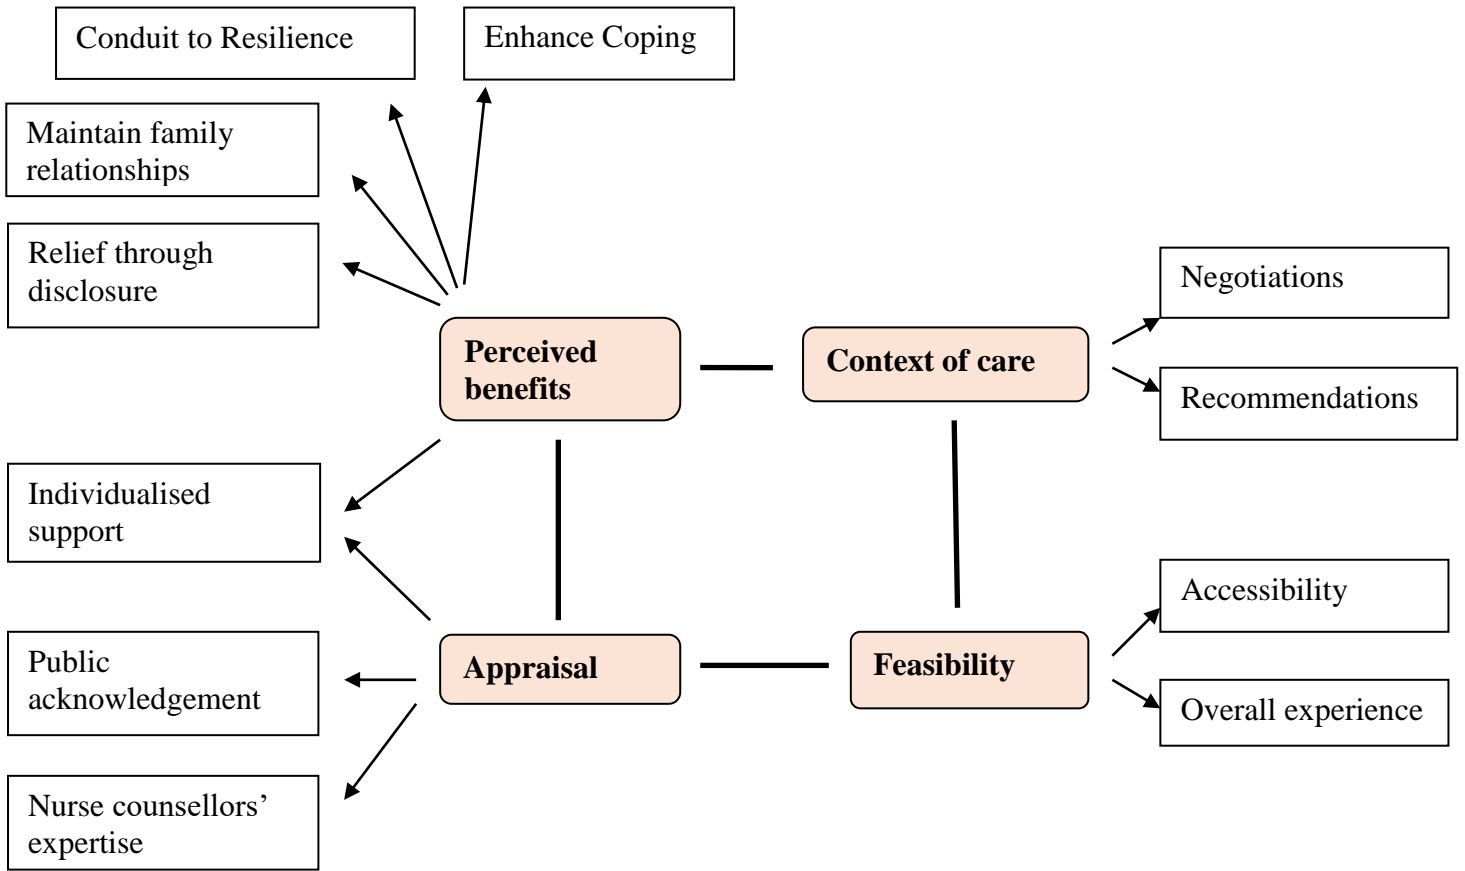 Conduit to Resilience
Enhance Coping
Maintain family
relationships
Relief through
disclosure
Negotiations
Perceived
benefits
Context of care
Recommendations
Individualised
support
Accessibility
Public
acknowledgement
Appraisal
Feasibility
Overall experience
Nurse counsellors’
expertise